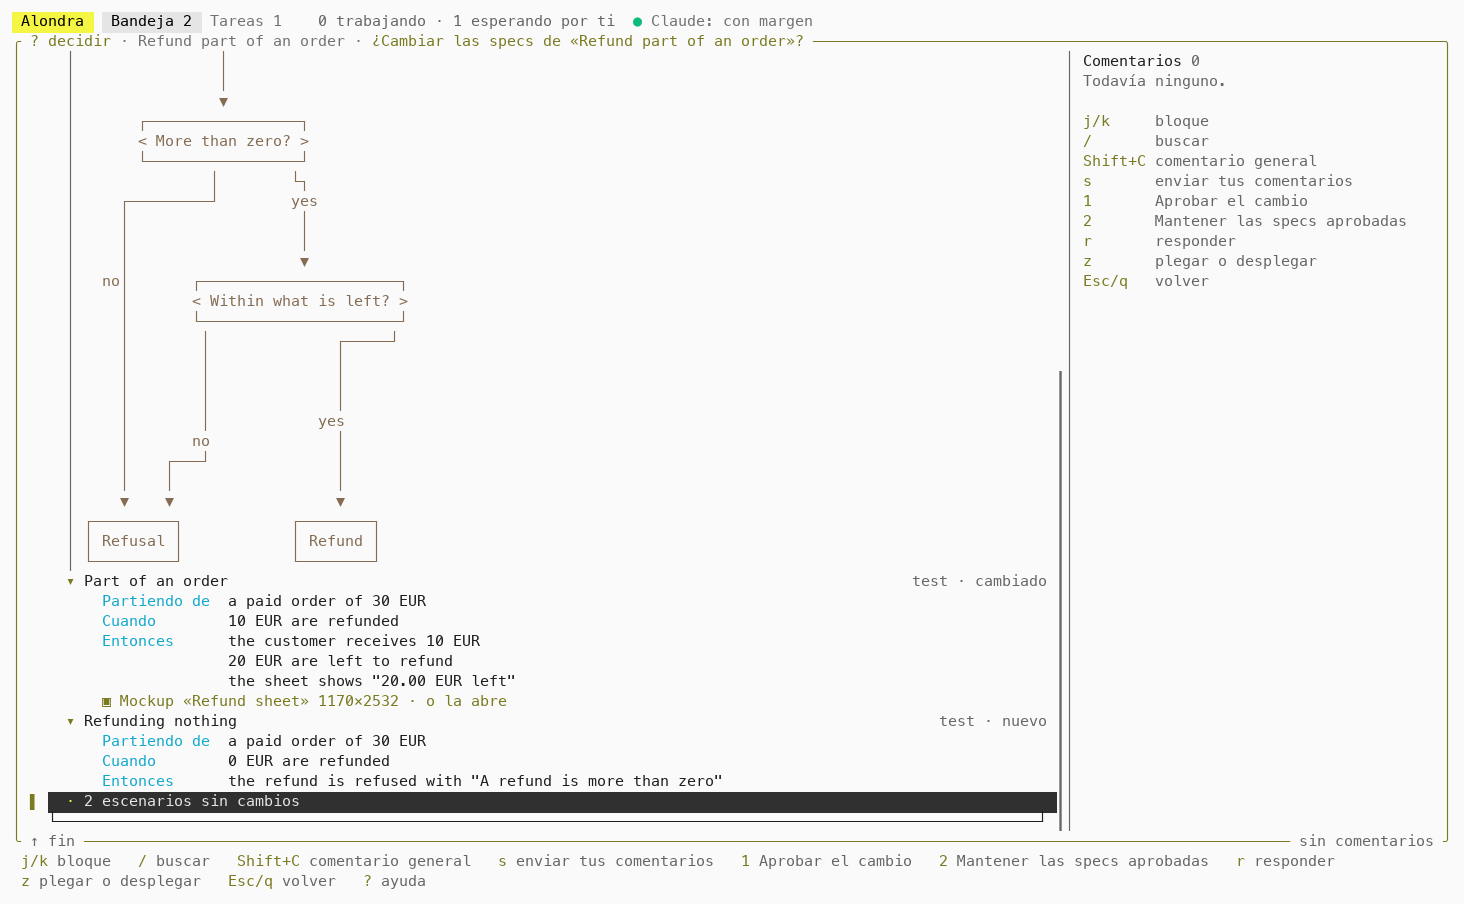 Alondra Bandeja 2 Tareas 1 0 trabajando · 1 esperando por ti ● Claude: con margen
? decidir · Refund part of an order · ¿Cambiar las specs de «Refund part of an order»?
< More than zero? >
yes
no
< Within what is left? >
yes
no
Refusal Refund
▾ Part of an order test · cambiado
Partiendo de a paid order of 30 EUR
Cuando 10 EUR are refunded
Entonces the customer receives 10 EUR
20 EUR are left to refund
the sheet shows "20.00 EUR left"
▣ Mockup «Refund sheet» 1170×2532 · o la abre
▾ Refunding nothing test · nuevo
Partiendo de a paid order of 30 EUR
Cuando 0 EUR are refunded
Entonces the refund is refused with "A refund is more than zero"
· 2 escenarios sin cambios
Comentarios 0
Todavía ninguno.
j/k bloque
/ buscar
Shift+C comentario general
s enviar tus comentarios
1 Aprobar el cambio
2 Mantener las specs aprobadas
r responder
z plegar o desplegar
Esc/q volver
↑ fin sin comentarios
j/k bloque / buscar Shift+C comentario general s enviar tus comentarios 1 Aprobar el cambio 2 Mantener las specs aprobadas r responder
z plegar o desplegar Esc/q volver ? ayuda